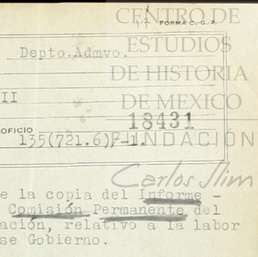 CENTRO DE
FORMA C. G. 2.
ESTUDIOS
Depto.Admvo.
DE HISTORIA
II
DE MEXICO
18431
OFICIO
135(721.6)
FUNDACIÓN
Carlos Slim
e la copia del Informe -
Comisión Permanente del
ación, relativo a la labor
se Gobierno.